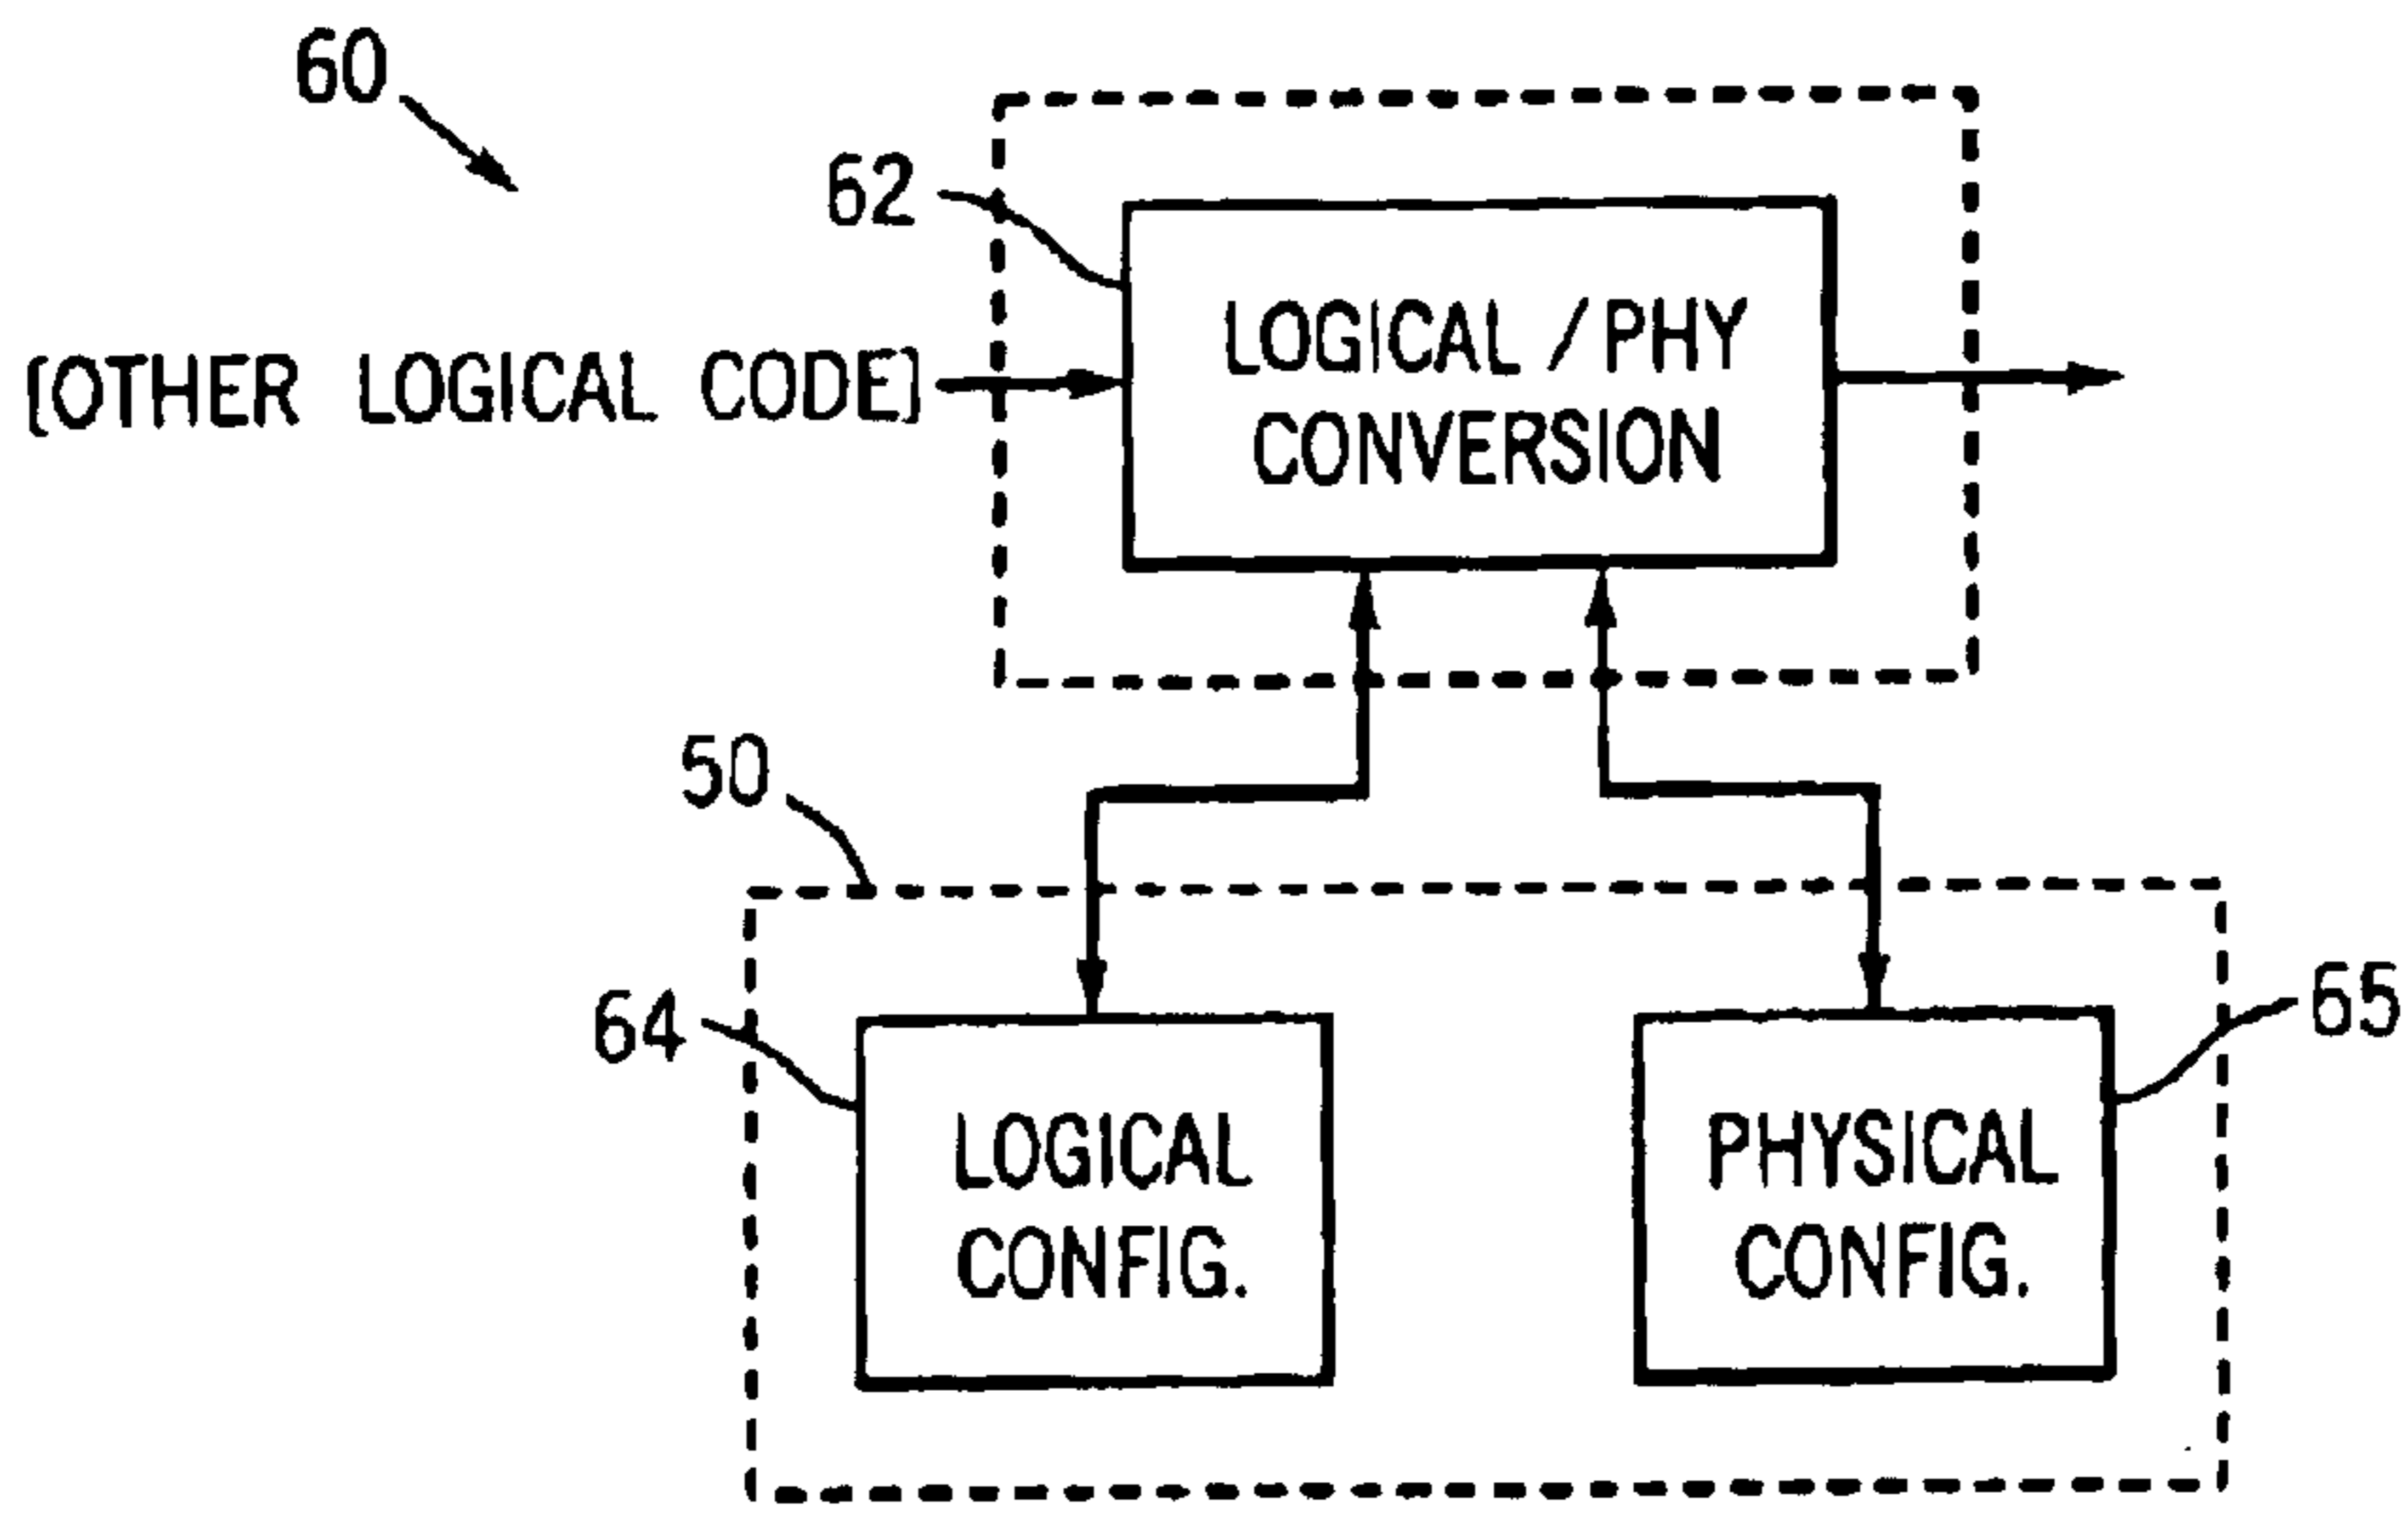 60
62
LOGICAL / PHY
CONVERSION
[OTHER LOGICAL CODE]
50
64
65
LOGICAL
CONFIG.
PHYSICAL
CONFIG.